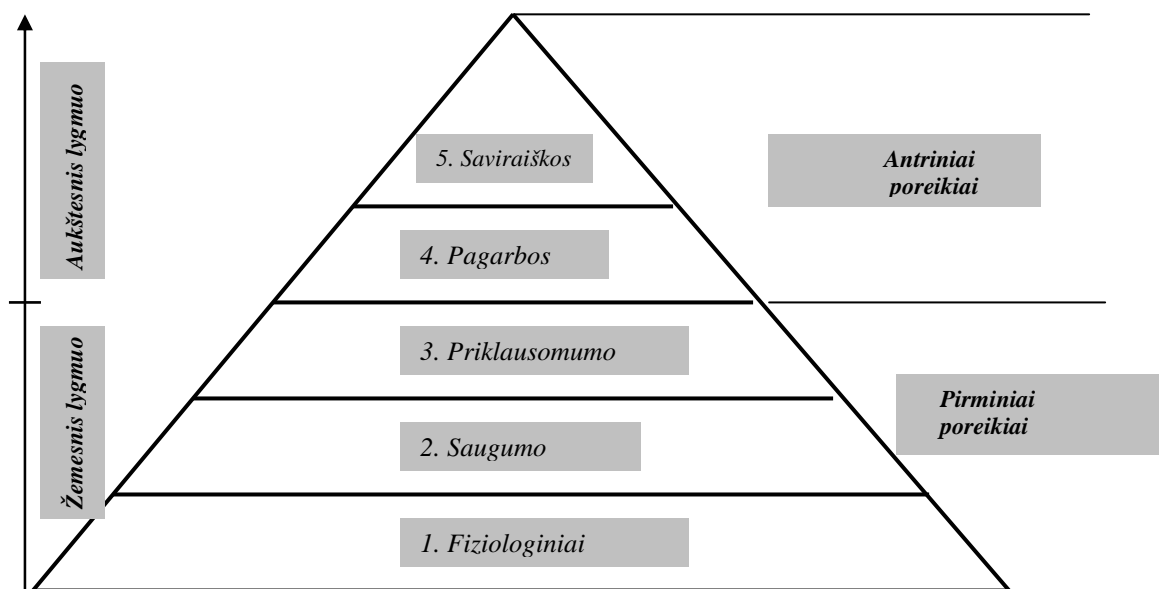 Aukštesnis lygmuo
5. Saviraiškos
Antriniai
poreikiai
4. Pagarbos
Žemesnis lygmuo
3. Priklausomumo
Pirminiai
poreikiai
2. Saugumo
1. Fiziologiniai